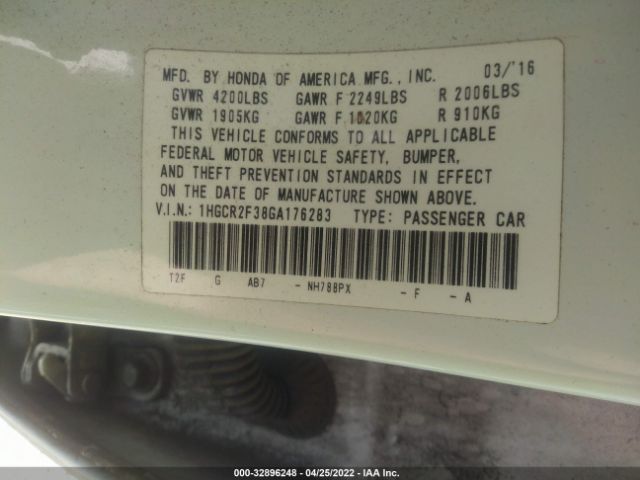 MFD. BY HONDA OF AMERICA MFG., INC. 03/'16
GVWR 4200LBS GAWR F 2249LBS R 2006LBS
GVWR 1905KG GAWR F 1020KG R 910KG
THIS VEHICLE CONFORMS TO ALL APPLICABLE
FEDERAL MOTOR VEHICLE SAFETY, BUMPER,
AND THEFT PREVENTION STANDARDS IN EFFECT
ON THE DATE OF MANUFACTURE SHOWN ABOVE.
V.I.N.: 1HGCR2F38GA176283 TYPE: PASSENGER CAR
T2F G AB7 - NH788PX - F - A
000-32896248 - 04/25/2022 - IAA Inc.